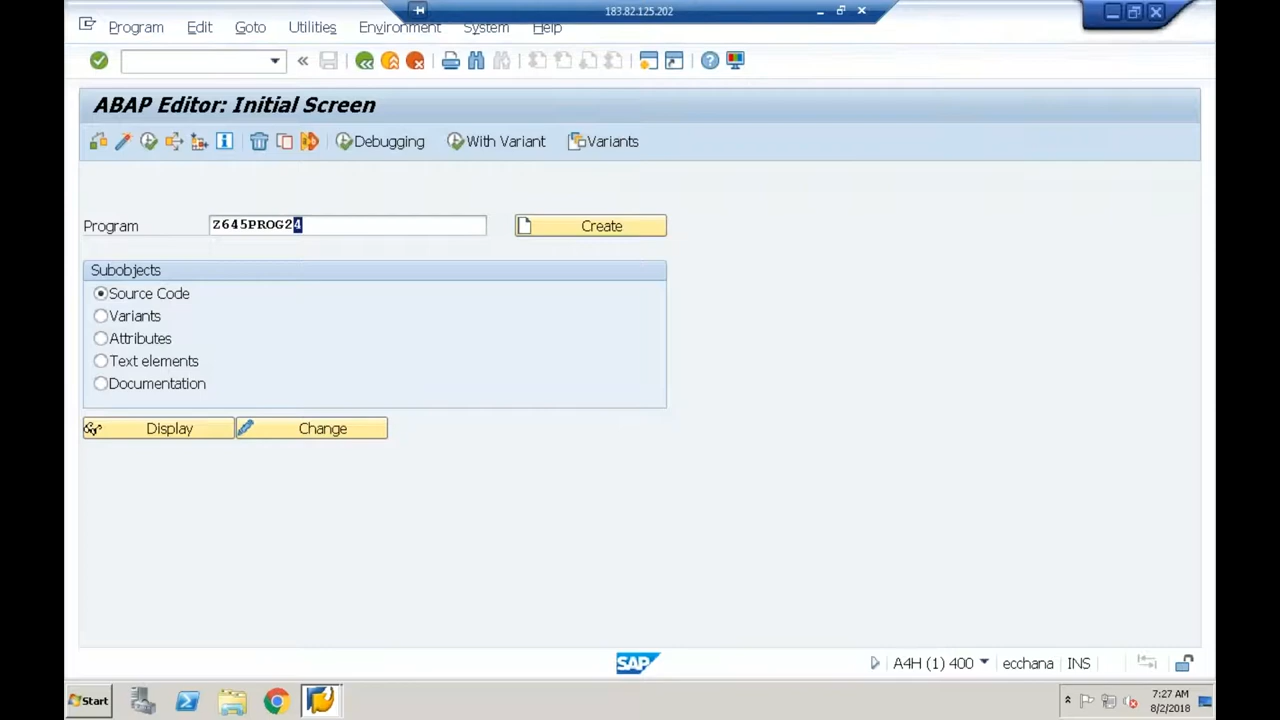 183.82.125.202
Program Edit Goto Utilities Environment System Help
ABAP Editor: Initial Screen
Debugging With Variant Variants
Program Z645PROG24 Create
Subobjects
Source Code
Variants
Attributes
Text elements
Documentation
Display Change
SAP A4H (1) 400 ecchana INS
Start 7:27 AM
8/2/2018